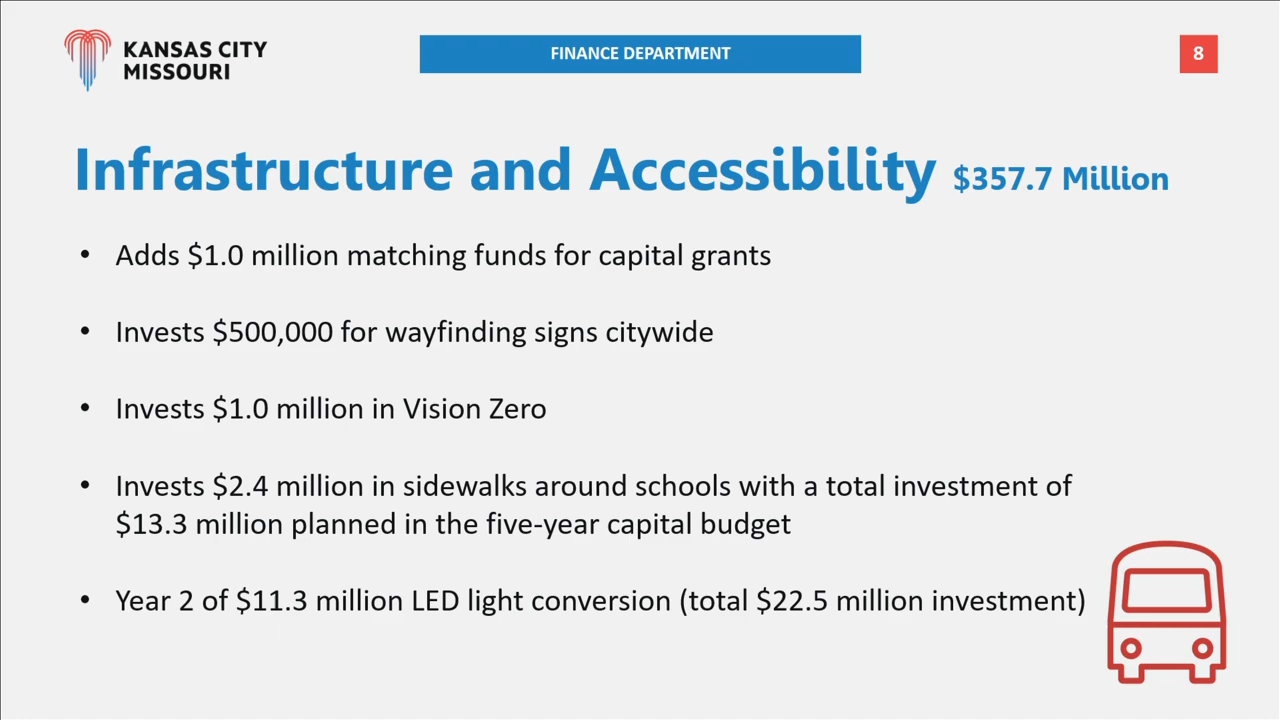 KANSAS CITY
MISSOURI
FINANCE DEPARTMENT
8
Infrastructure and Accessibility $357.7 Million
• Adds $1.0 million matching funds for capital grants
• Invests $500,000 for wayfinding signs citywide
• Invests $1.0 million in Vision Zero
• Invests $2.4 million in sidewalks around schools with a total investment of
$13.3 million planned in the five-year capital budget
• Year 2 of $11.3 million LED light conversion (total $22.5 million investment)